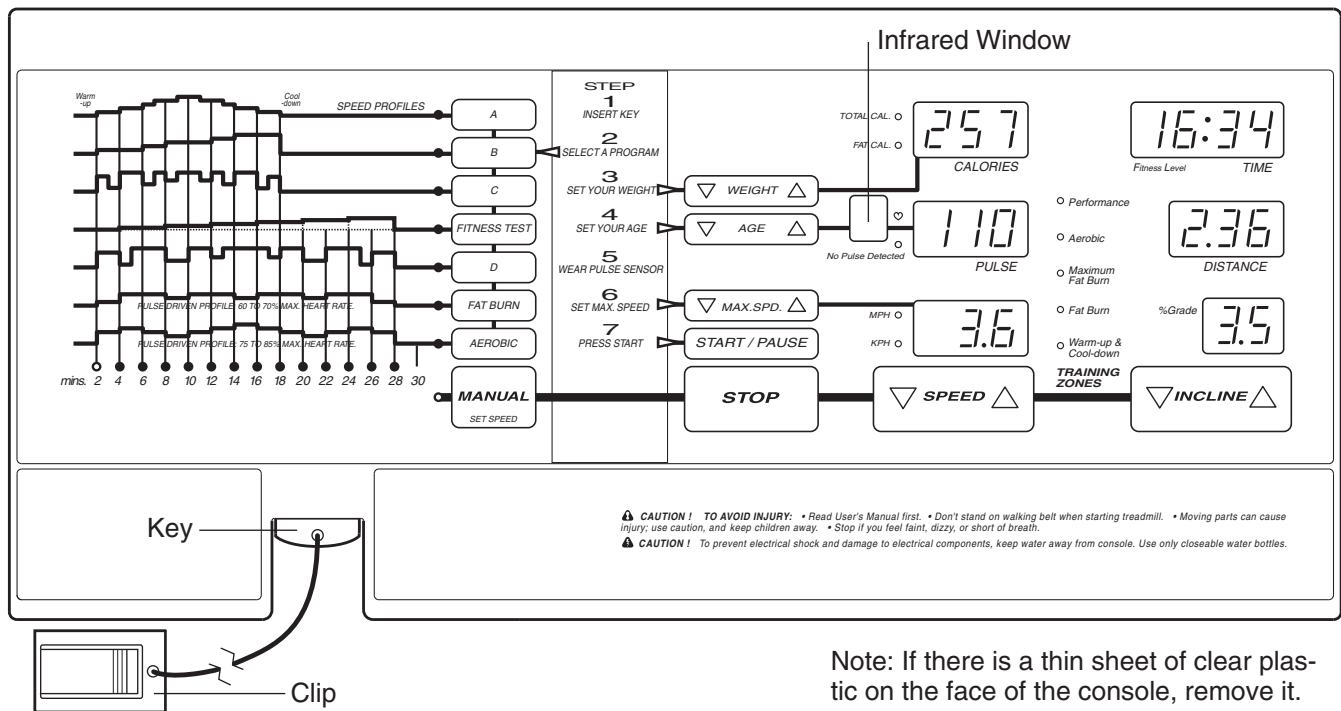 Infrared Window
Warm
-up
Cool
-down
SPEED PROFILES
A
B
C
FITNESS TEST
D
FAT BURN
PULSE DRIVEN PROFILE: 60 TO 70% MAX. HEART RATE.
AEROBIC
PULSE DRIVEN PROFILE: 75 TO 85% MAX. HEART RATE.
mins. 2 4 6 8 10 12 14 16 18 20 22 24 26 28 30
MANUAL
SET SPEED
STEP
1
INSERT KEY
2
SELECT A PROGRAM
3
SET YOUR WEIGHT
4
SET YOUR AGE
5
WEAR PULSE SENSOR
6
SET MAX. SPEED
7
PRESS START
▽ WEIGHT △
▽ AGE △
▽ MAX.SPD. △
START / PAUSE
STOP
TOTAL CAL.
FAT CAL.
257
CALORIES
No Pulse Detected
110
PULSE
MPH
KPH
3.6
▽ SPEED △
16:34
Fitness Level TIME
Performance
Aerobic
Maximum
Fat Burn
Fat Burn
Warm-up &
Cool-down
TRAINING
ZONES
2.36
DISTANCE
%Grade 3.5
▽ INCLINE △
CAUTION ! TO AVOID INJURY: • Read User's Manual first. • Don't stand on walking belt when starting treadmill. • Moving parts can cause
injury; use caution, and keep children away. • Stop if you feel faint, dizzy, or short of breath.
CAUTION ! To prevent electrical shock and damage to electrical components, keep water away from console. Use only closeable water bottles.
Key
Clip
Note: If there is a thin sheet of clear plas-
tic on the face of the console, remove it.